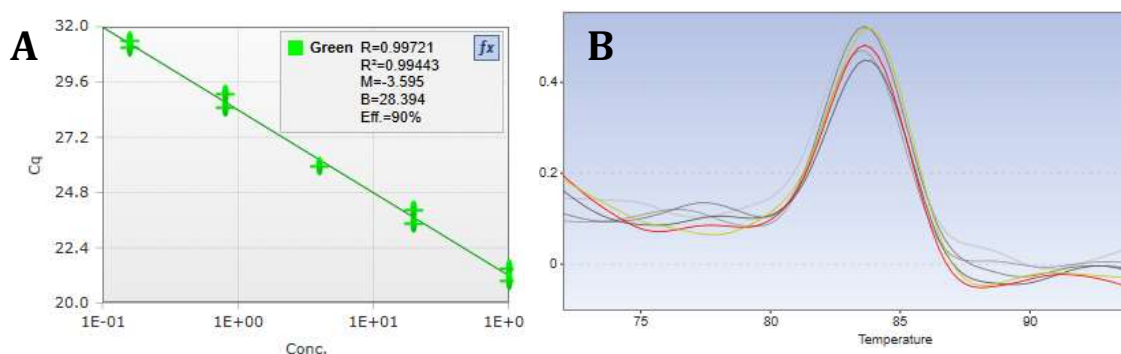 A
32.0
29.6
27.2
24.8
22.4
20.0
Cq
Green R=0.99721
R²=0.99443
M=-3.595
B=28.394
Eff.=90%
fx
1E-01 1E+00 1E+01 1E+0
Conc.
B
0.4
0.2
0
75 80 85 90
Temperature